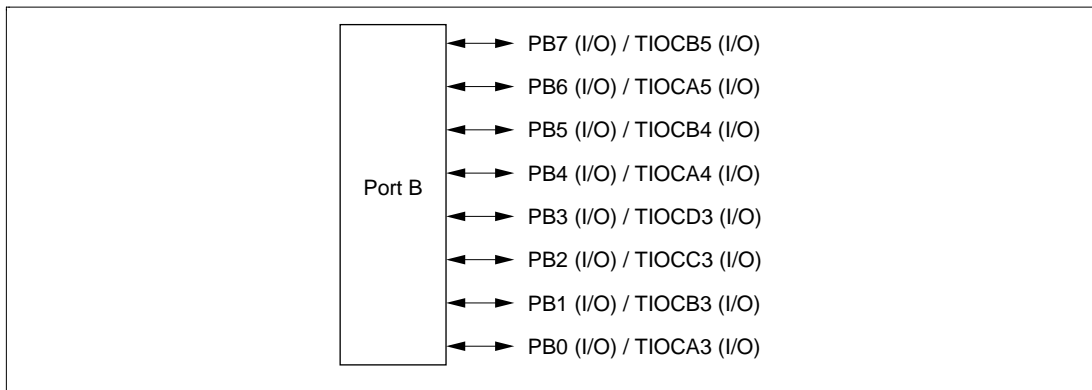 PB7 (I/O) / TIOCB5 (I/O)
PB6 (I/O) / TIOCA5 (I/O)
PB5 (I/O) / TIOCB4 (I/O)
Port B
PB4 (I/O) / TIOCA4 (I/O)
PB3 (I/O) / TIOCD3 (I/O)
PB2 (I/O) / TIOCC3 (I/O)
PB1 (I/O) / TIOCB3 (I/O)
PB0 (I/O) / TIOCA3 (I/O)